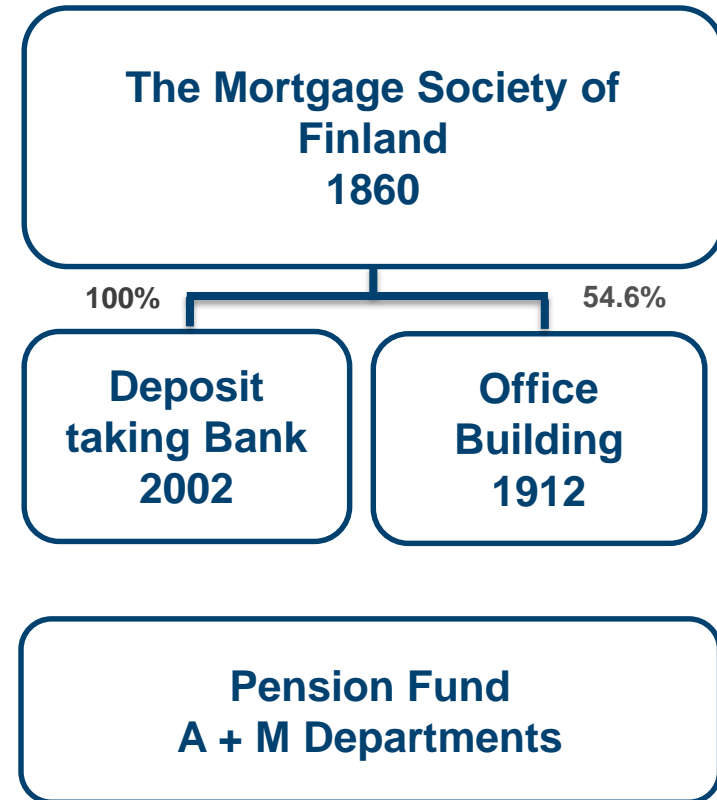 The Mortgage Society of
Finland
1860
100%
54.6%
Deposit
taking Bank
2002
Office
Building
1912
Pension Fund
A + M Departments